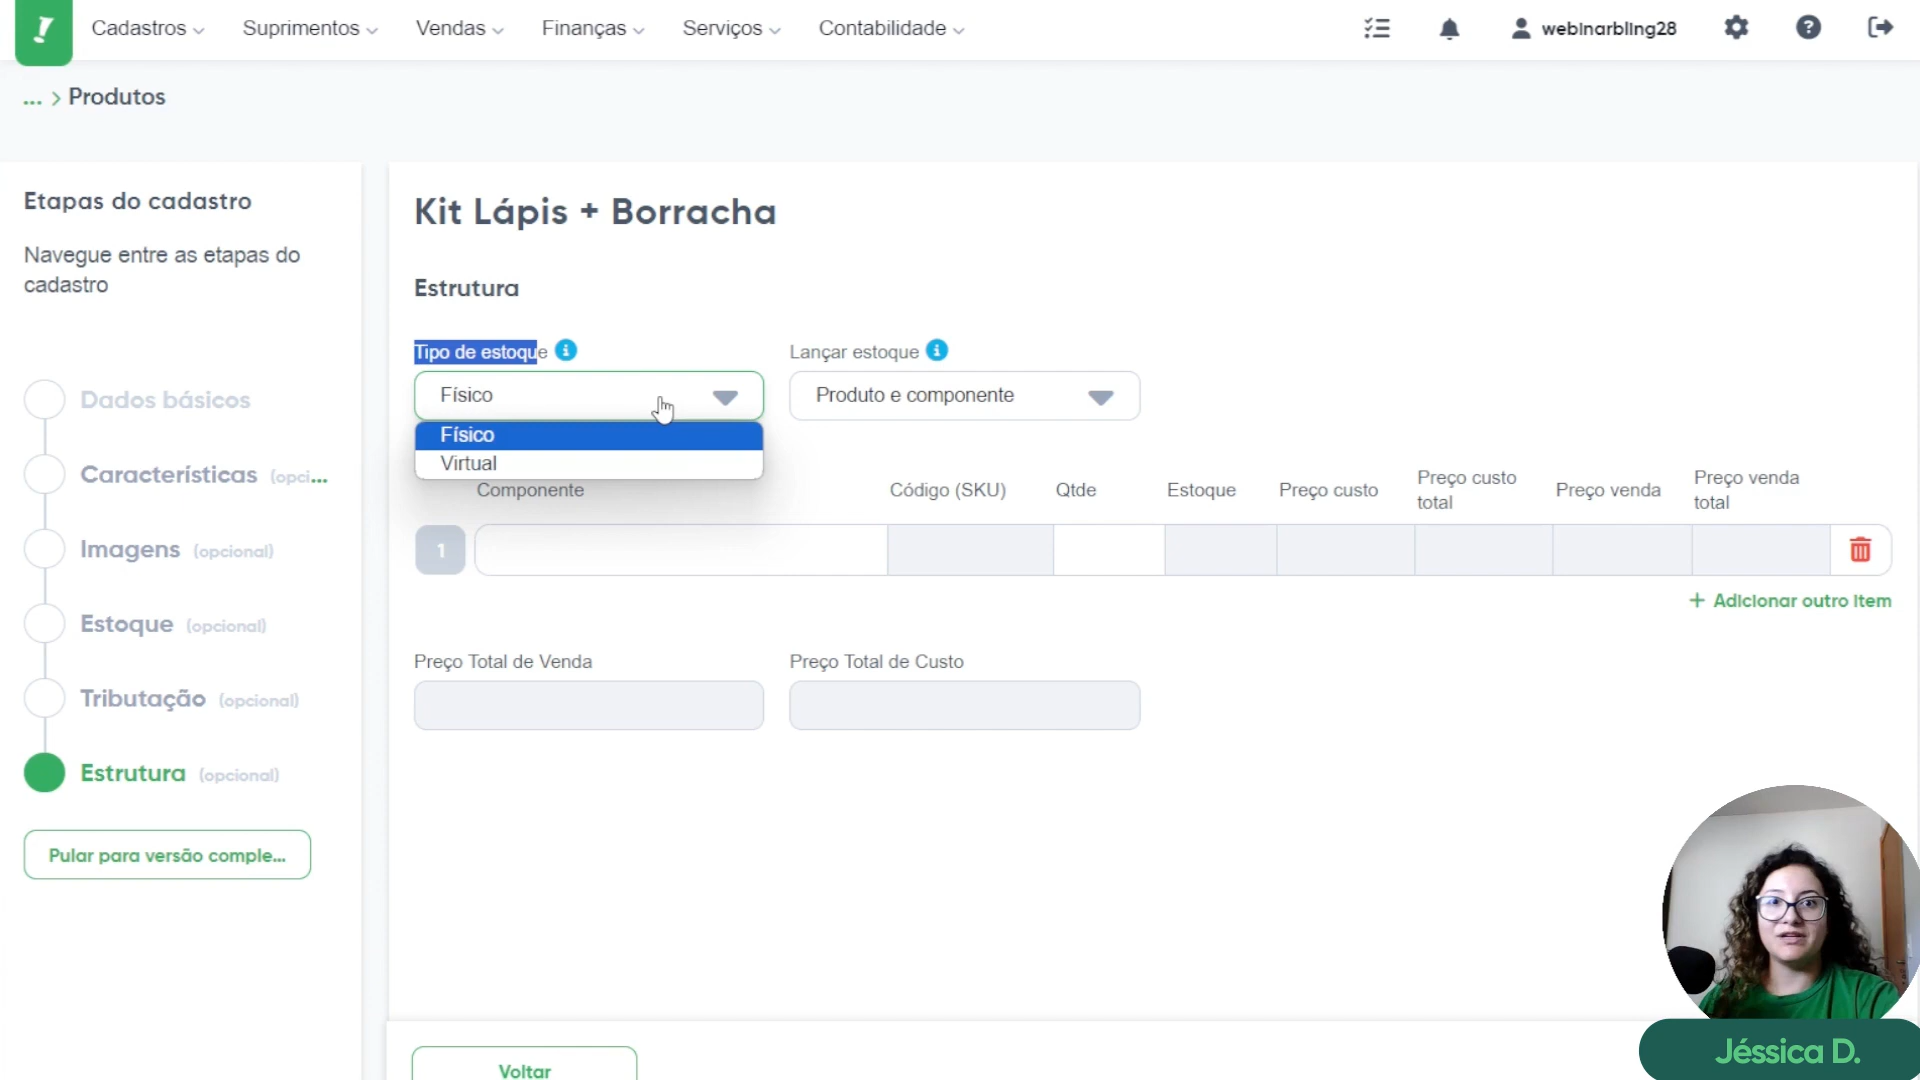 Cadastros
Suprimentos
Vendas
Finanças
Serviços
Contabilidade
webinarbling28
... > Produtos
Etapas do cadastro
Navegue entre as etapas do
cadastro
Dados básicos
Características (opci...
Imagens (opcional)
Estoque (opcional)
Tributação (opcional)
Estrutura (opcional)
Pular para versão comple...
Kit Lápis + Borracha
Estrutura
Tipo de estoque
Lançar estoque
Físico
Produto e componente
Físico
Virtual
Componente
Código (SKU)
Qtde
Estoque
Preço custo
Preço custo
total
Preço venda
Preço venda
total
1
+ Adicionar outro item
Preço Total de Venda
Preço Total de Custo
Voltar
Jéssica D.